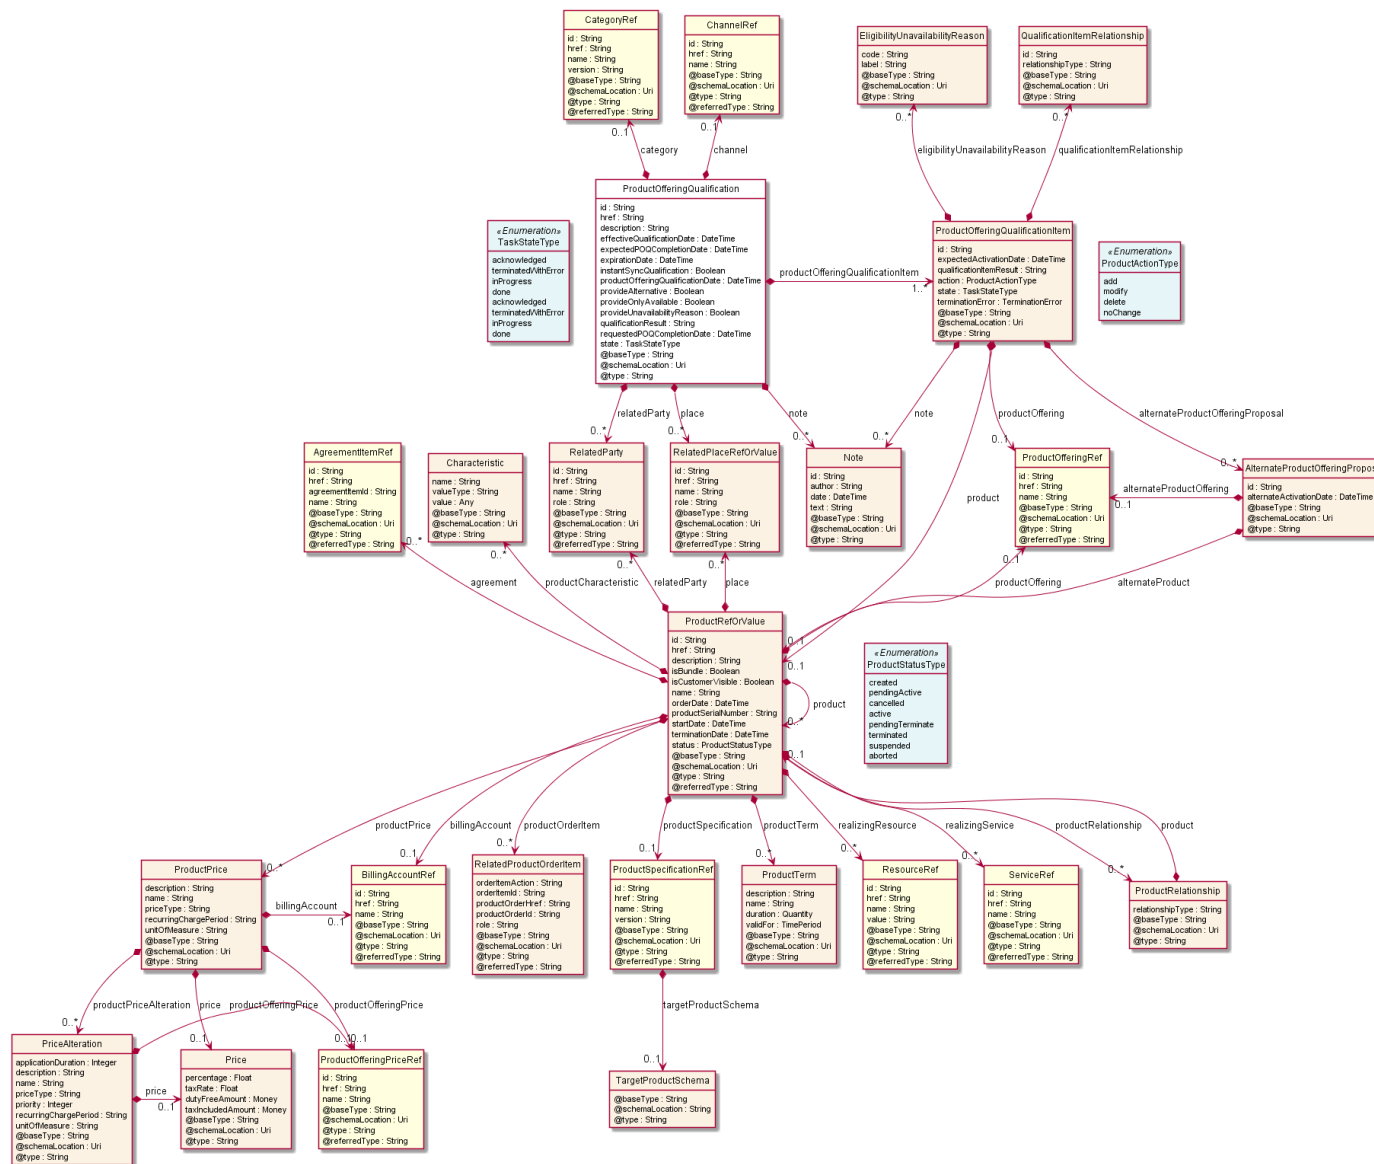 CategoryRef
id : String
href : String
name : String
version : String
@baseType : String
@schemaLocation : Uri
@type : String
@referredType : String
ChannelRef
id : String
href : String
name : String
@baseType : String
@schemaLocation : Uri
@type : String
@referredType : String
EligibilityUnavailabilityReason
code : String
label : String
@baseType : String
@schemaLocation : Uri
@type : String
QualificationItemRelationship
id : String
relationshipType : String
@baseType : String
@schemaLocation : Uri
@type : String
0..1
category
0..1
channel
0..*
eligibilityUnavailabilityReason
0..*
qualificationItemRelationship
«Enumeration»
TaskStateType
acknowledged
terminatedWithError
inProgress
done
acknowledged
terminatedWithError
inProgress
done
ProductOfferingQualification
id : String
href : String
description : String
effectiveQualificationDate : DateTime
expectedPOQCompletionDate : DateTime
expirationDate : DateTime
instantSyncQualification : Boolean
productOfferingQualificationDate : DateTime
provideAlternative : Boolean
provideOnlyAvailable : Boolean
provideUnavailabilityReason : Boolean
qualificationResult : String
requestedPOQCompletionDate : DateTime
state : TaskStateType
@baseType : String
@schemaLocation : Uri
@type : String
productOfferingQualificationItem
1..*
ProductOfferingQualificationItem
id : String
expectedActivationDate : DateTime
qualificationItemResult : String
action : ProductActionType
state : TaskStateType
terminationError : TerminationError
@baseType : String
@schemaLocation : Uri
@type : String
«Enumeration»
ProductActionType
add
modify
delete
noChange
relatedParty
0..*
place
0..*
note
0..*
note
0..*
productOffering
0..1
alternateProductOfferingProposal
0..*
product
0..1
AgreementItemRef
id : String
href : String
agreementItemId : String
name : String
@baseType : String
@schemaLocation : Uri
@type : String
@referredType : String
Characteristic
name : String
valueType : String
value : Any
@baseType : String
@schemaLocation : Uri
@type : String
RelatedParty
id : String
href : String
name : String
role : String
@baseType : String
@schemaLocation : Uri
@type : String
@referredType : String
RelatedPlaceRefOrValue
id : String
href : String
name : String
role : String
@baseType : String
@schemaLocation : Uri
@type : String
@referredType : String
Note
id : String
author : String
date : DateTime
text : String
@baseType : String
@schemaLocation : Uri
@type : String
ProductOfferingRef
id : String
href : String
name : String
@baseType : String
@schemaLocation : Uri
@type : String
@referredType : String
alternateProductOffering
0..1
AlternateProductOfferingPropos
id : String
alternateActivationDate : DateTime
@baseType : String
@schemaLocation : Uri
@type : String
0..*
agreement
0..*
productCharacteristic
0..*
relatedParty
0..*
place
0..1
productOffering
alternateProduct
0..1
ProductRefOrValue
id : String
href : String
description : String
isBundle : Boolean
isCustomerVisible : Boolean
name : String
orderDate : DateTime
productSerialNumber : String
startDate : DateTime
terminationDate : DateTime
status : ProductStatusType
@baseType : String
@schemaLocation : Uri
@type : String
@referredType : String
product
0..*
0..1
«Enumeration»
ProductStatusType
created
pendingActive
cancelled
active
pendingTerminate
terminated
suspended
aborted
productPrice
0..*
billingAccount
0..1
productOrderItem
0..*
productSpecification
0..1
productTerm
0..*
realizingResource
0..*
realizingService
0..*
productRelationship
0..*
product
ProductPrice
description : String
name : String
priceType : String
recurringChargePeriod : String
unitOfMeasure : String
@baseType : String
@schemaLocation : Uri
@type : String
billingAccount
0..1
BillingAccountRef
id : String
href : String
name : String
@baseType : String
@schemaLocation : Uri
@type : String
@referredType : String
RelatedProductOrderItem
orderItemAction : String
orderItemId : String
productOrderHref : String
productOrderId : String
role : String
@baseType : String
@schemaLocation : Uri
@type : String
@referredType : String
ProductSpecificationRef
id : String
href : String
name : String
version : String
@baseType : String
@schemaLocation : Uri
@type : String
@referredType : String
ProductTerm
description : String
name : String
duration : Quantity
validFor : TimePeriod
@baseType : String
@schemaLocation : Uri
@type : String
ResourceRef
id : String
href : String
name : String
value : String
@baseType : String
@schemaLocation : Uri
@type : String
@referredType : String
ServiceRef
id : String
href : String
name : String
@baseType : String
@schemaLocation : Uri
@type : String
@referredType : String
ProductRelationship
relationshipType : String
@baseType : String
@schemaLocation : Uri
@type : String
productPriceAlteration
0..*
price
0..1
productOfferingPrice
0..1
productOfferingPrice
0..1
targetProductSchema
0..1
PriceAlteration
applicationDuration : Integer
description : String
name : String
priceType : String
priority : Integer
recurringChargePeriod : String
unitOfMeasure : String
@baseType : String
@schemaLocation : Uri
@type : String
price
0..1
Price
percentage : Float
taxRate : Float
dutyFreeAmount : Money
taxIncludedAmount : Money
@baseType : String
@schemaLocation : Uri
@type : String
ProductOfferingPriceRef
id : String
href : String
name : String
@baseType : String
@schemaLocation : Uri
@type : String
@referredType : String
TargetProductSchema
@baseType : String
@schemaLocation : String
@type : String